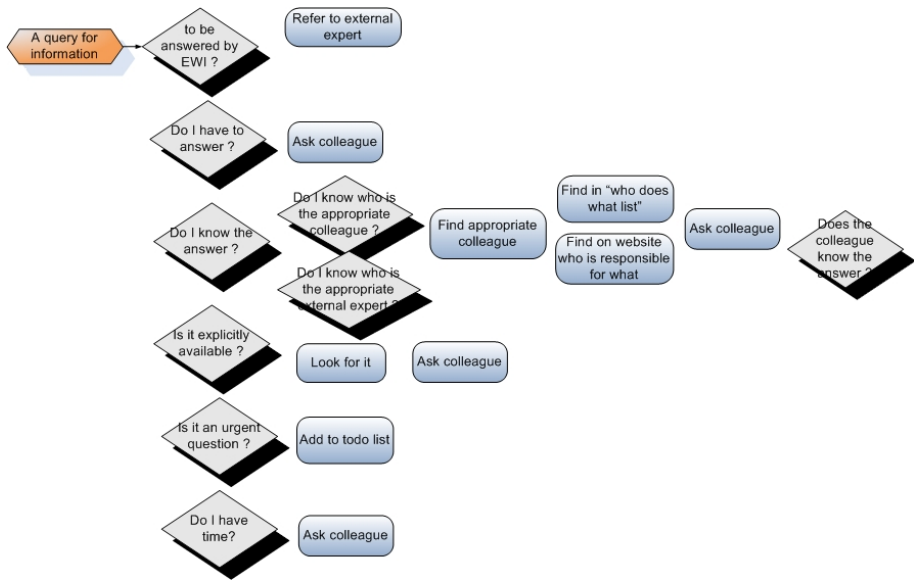 A query for
information
to be
answered by
EWI ?
Refer to external
expert
Do I have to
answer ?
Ask colleague
Do I know the
answer ?
Do I know who is
the appropriate
colleague ?
Do I know who is
the appropriate
external expert ?
Find appropriate
colleague
Find in “who does
what list”
Find on website
who is responsible
for what
Ask colleague
Does the
colleague
know the
answer ?
Is it explicitly
available ?
Look for it
Ask colleague
Is it an urgent
question ?
Add to todo list
Do I have
time?
Ask colleague